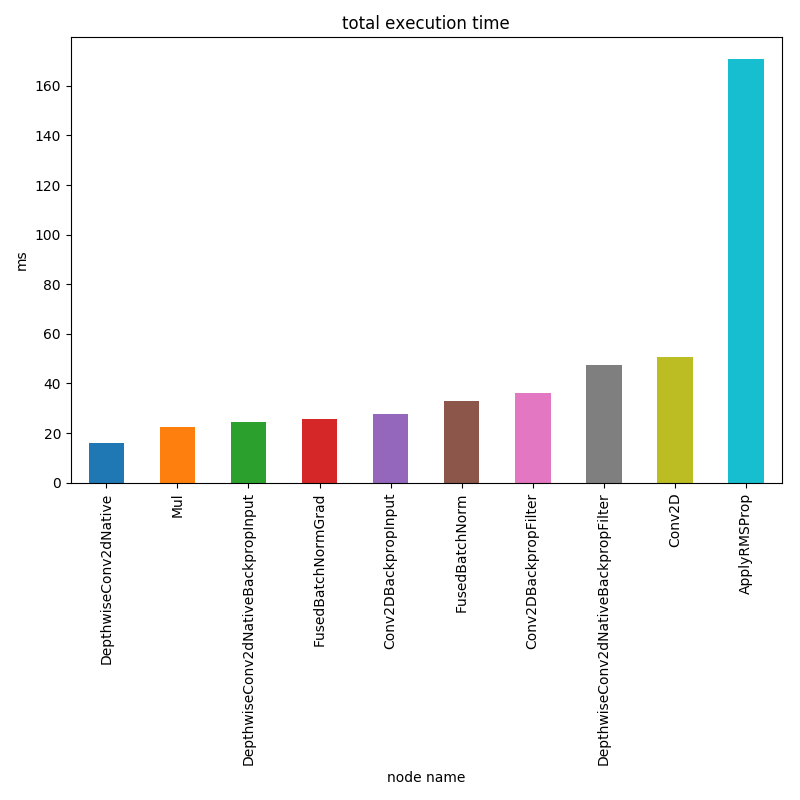 total execution time
ms
160
140
120
100
80
60
40
20
0
DepthwiseConv2dNative
Mul
DepthwiseConv2dNativeBackpropInput
FusedBatchNormGrad
Conv2DBackpropInput
FusedBatchNorm
Conv2DBackpropFilter
DepthwiseConv2dNativeBackpropFilter
Conv2D
ApplyRMSProp
node name